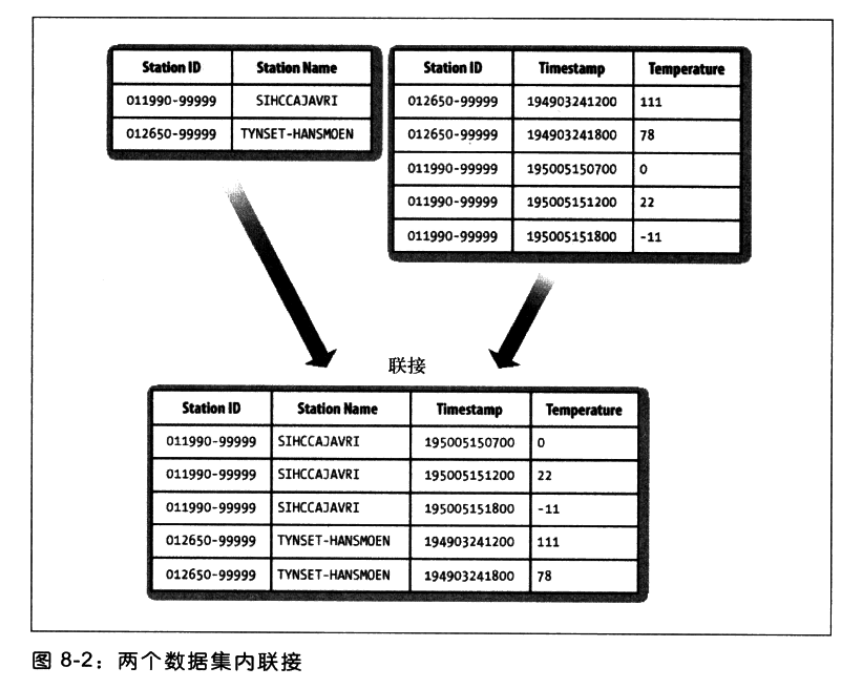 Station ID Station Name
011990-99999 SIHCCAJAVRI
012650-99999 TYNSET-HANSMOEN
Station ID Timestamp Temperature
012650-99999 194903241200 111
012650-99999 194903241800 78
011990-99999 195005150700 0
011990-99999 195005151200 22
011990-99999 195005151800 -11
联接
Station ID Station Name Timestamp Temperature
011990-99999 SIHCCAJAVRI 195005150700 0
011990-99999 SIHCCAJAVRI 195005151200 22
011990-99999 SIHCCAJAVRI 195005151800 -11
012650-99999 TYNSET-HANSMOEN 194903241200 111
012650-99999 TYNSET-HANSMOEN 194903241800 78
图 8-2：两个数据集内联接